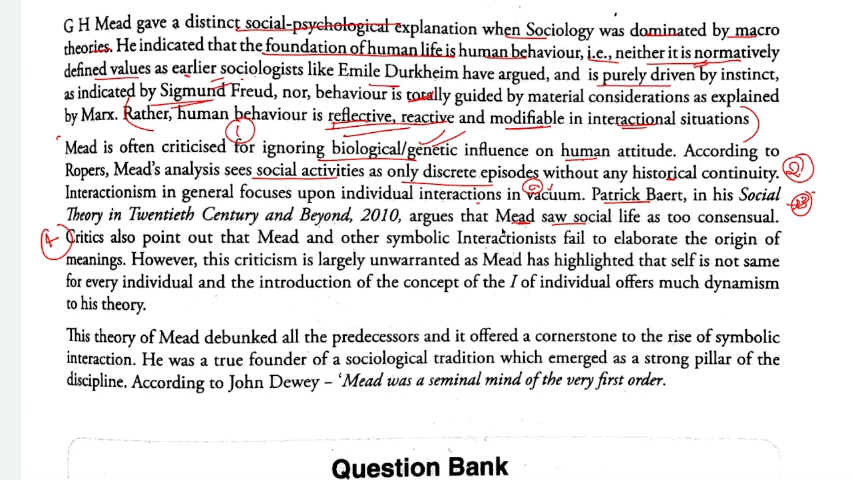 G H Mead gave a distinct social-psychological explanation when Sociology was dominated by macro
theories. He indicated that the foundation of human life is human behaviour, i.e., neither it is normatively
defined values as earlier sociologists like Emile Durkheim have argued, and is purely driven by instinct,
as indicated by Sigmund Freud, nor, behaviour is totally guided by material considerations as explained
by Marx. Rather, human behaviour is reflective, reactive and modifiable in interactional situations
1
Mead is often criticised for ignoring biological/genetic influence on human attitude. According to
Ropers, Mead's analysis sees social activities as only discrete episodes without any historical continuity. 2
Interactionism in general focuses upon individual interactions in vacuum. Patrick Baert, in his Social
Theory in Twentieth Century and Beyond, 2010, argues that Mead saw social life as too consensual.
Critics also point out that Mead and other symbolic Interactionists fail to elaborate the origin of
meanings. However, this criticism is largely unwarranted as Mead has highlighted that self is not same
for every individual and the introduction of the concept of the I of individual offers much dynamism
to his theory.
This theory of Mead debunked all the predecessors and it offered a cornerstone to the rise of symbolic
interaction. He was a true founder of a sociological tradition which emerged as a strong pillar of the
discipline. According to John Dewey – 'Mead was a seminal mind of the very first order.
Question Bank